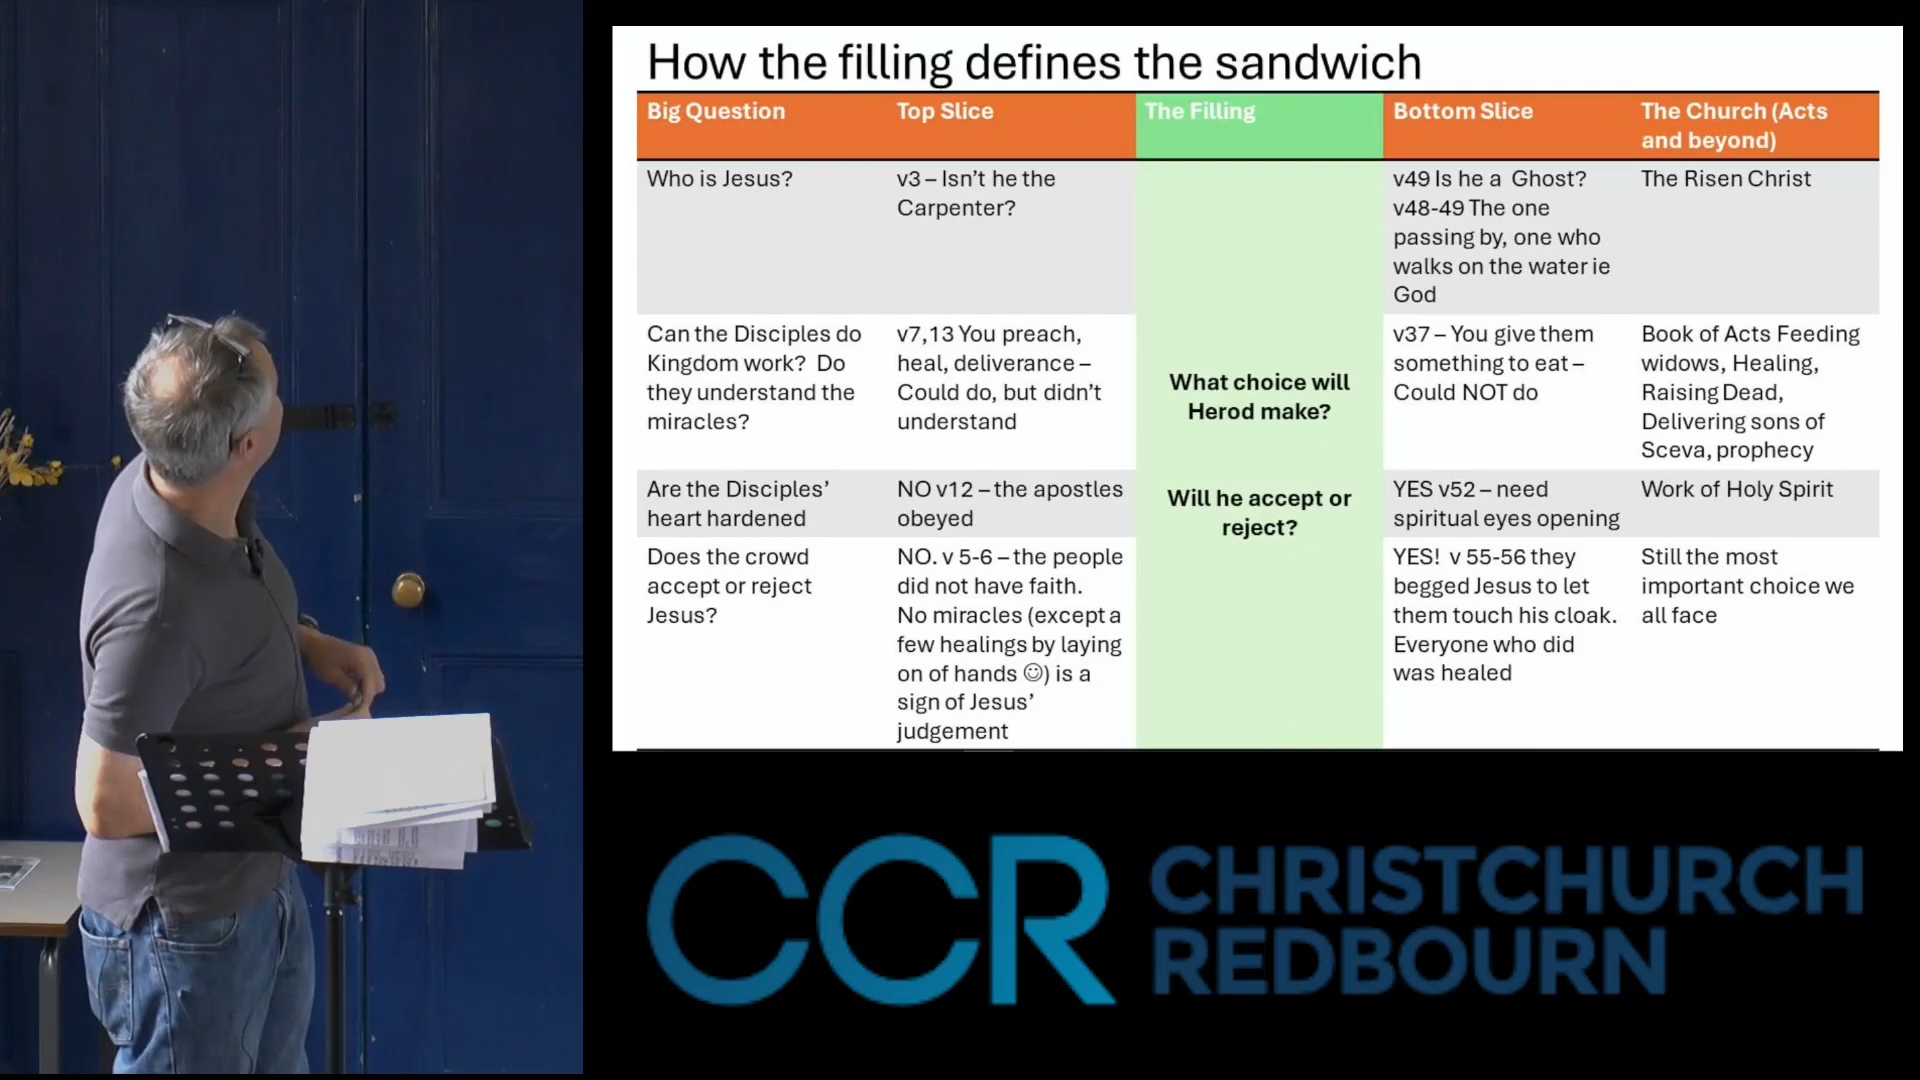 How the filling defines the sandwich
Big Question
Top Slice
The Filling
Bottom Slice
The Church (Acts
and beyond)
Who is Jesus?
v3 – Isn't he the
Carpenter?
v49 Is he a Ghost?
v48-49 The one
passing by, one who
walks on the water ie
God
The Risen Christ
Can the Disciples do
Kingdom work? Do
they understand the
miracles?
v7,13 You preach,
heal, deliverance –
Could do, but didn't
understand
What choice will
Herod make?
v37 – You give them
something to eat –
Could NOT do
Book of Acts Feeding
widows, Healing,
Raising Dead,
Delivering sons of
Sceva, prophecy
Are the Disciples'
heart hardened
NO v12 – the apostles
obeyed
Will he accept or
reject?
YES v52 – need
spiritual eyes opening
Work of Holy Spirit
Does the crowd
accept or reject
Jesus?
NO. v 5-6 – the people
did not have faith.
No miracles (except a
few healings by laying
on of hands ☺) is a
sign of Jesus'
judgement
YES! v 55-56 they
begged Jesus to let
them touch his cloak.
Everyone who did
was healed
Still the most
important choice we
all face
CCR
CHRISTCHURCH
REDBOURN